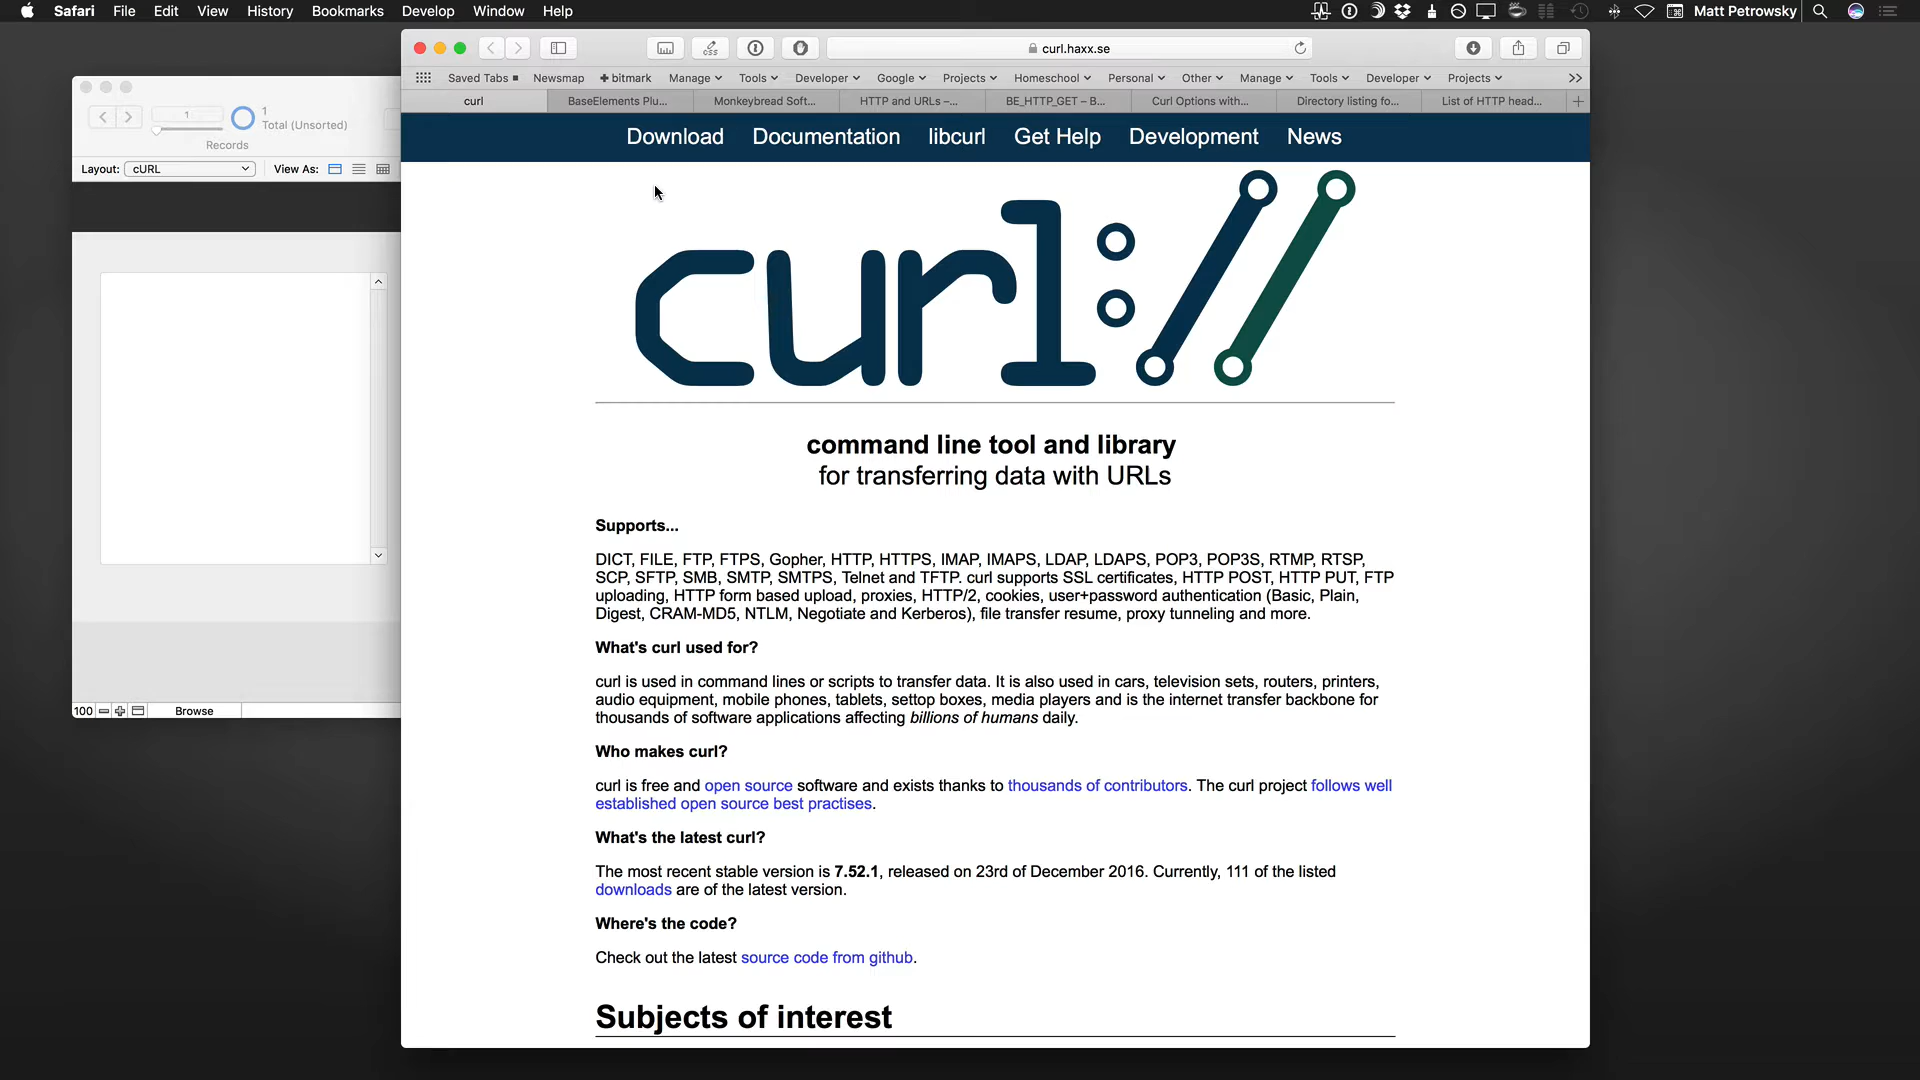 Safari File Edit View History Bookmarks Develop Window Help Matt Petrowsky
curl.haxx.se
Saved Tabs Newsmap bitmark Manage Tools Developer Google Projects Homeschool Personal Other Manage Tools Developer Projects
curl BaseElements Plu... Monkeybread Soft... HTTP and URLs –... BE_HTTP_GET – B... Curl Options with... Directory listing fo... List of HTTP head...
1
1
Total (Unsorted)
Records
Layout: cURL View As:
100 Browse
Download Documentation libcurl Get Help Development News
curl://
command line tool and library
for transferring data with URLs
Supports...
DICT, FILE, FTP, FTPS, Gopher, HTTP, HTTPS, IMAP, IMAPS, LDAP, LDAPS, POP3, POP3S, RTMP, RTSP,
SCP, SFTP, SMB, SMTP, SMTPS, Telnet and TFTP. curl supports SSL certificates, HTTP POST, HTTP PUT, FTP
uploading, HTTP form based upload, proxies, HTTP/2, cookies, user+password authentication (Basic, Plain,
Digest, CRAM-MD5, NTLM, Negotiate and Kerberos), file transfer resume, proxy tunneling and more.
What's curl used for?
curl is used in command lines or scripts to transfer data. It is also used in cars, television sets, routers, printers,
audio equipment, mobile phones, tablets, settop boxes, media players and is the internet transfer backbone for
thousands of software applications affecting billions of humans daily.
Who makes curl?
curl is free and open source software and exists thanks to thousands of contributors. The curl project follows well
established open source best practises.
What's the latest curl?
The most recent stable version is 7.52.1, released on 23rd of December 2016. Currently, 111 of the listed
downloads are of the latest version.
Where's the code?
Check out the latest source code from github.
Subjects of interest